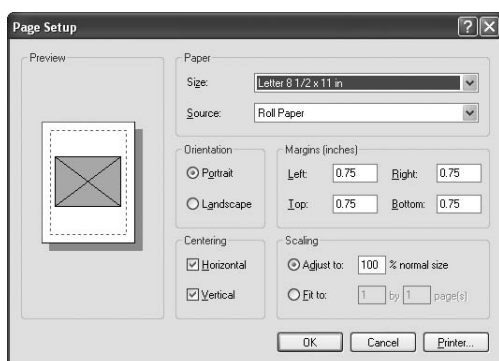 Page Setup
Preview
Paper
Size: Letter 8 1/2 x 11 in
Source: Roll Paper
Orientation
Portrait
Landscape
Margins (inches)
Left: 0.75 Right: 0.75
Top: 0.75 Bottom: 0.75
Centering
Horizontal
Vertical
Scaling
Adjust to: 100 % normal size
Fit to: 1 by 1 page(s)
OK Cancel Printer...